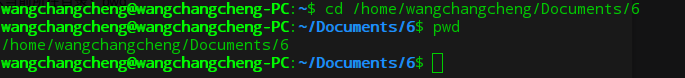 wangchangcheng@wangchangcheng-PC:~$ cd /home/wangchangcheng/Documents/6
wangchangcheng@wangchangcheng-PC:~/Documents/6$ pwd
/home/wangchangcheng/Documents/6
wangchangcheng@wangchangcheng-PC:~/Documents/6$